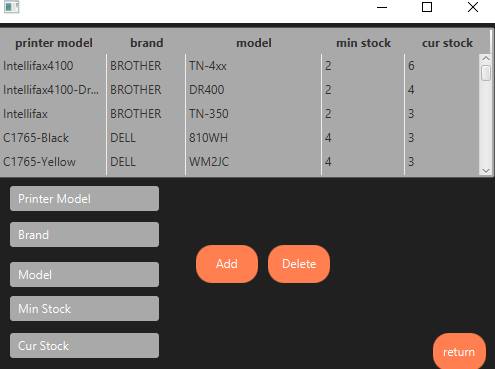 printer model brand model min stock cur stock
Intellifax4100 BROTHER TN-4xx 2 6
Intellifax4100-Dr... BROTHER DR400 2 4
Intellifax BROTHER TN-350 2 3
C1765-Black DELL 810WH 4 3
C1765-Yellow DELL WM2JC 4 3
Printer Model
Brand
Model
Min Stock
Cur Stock
Add Delete
return